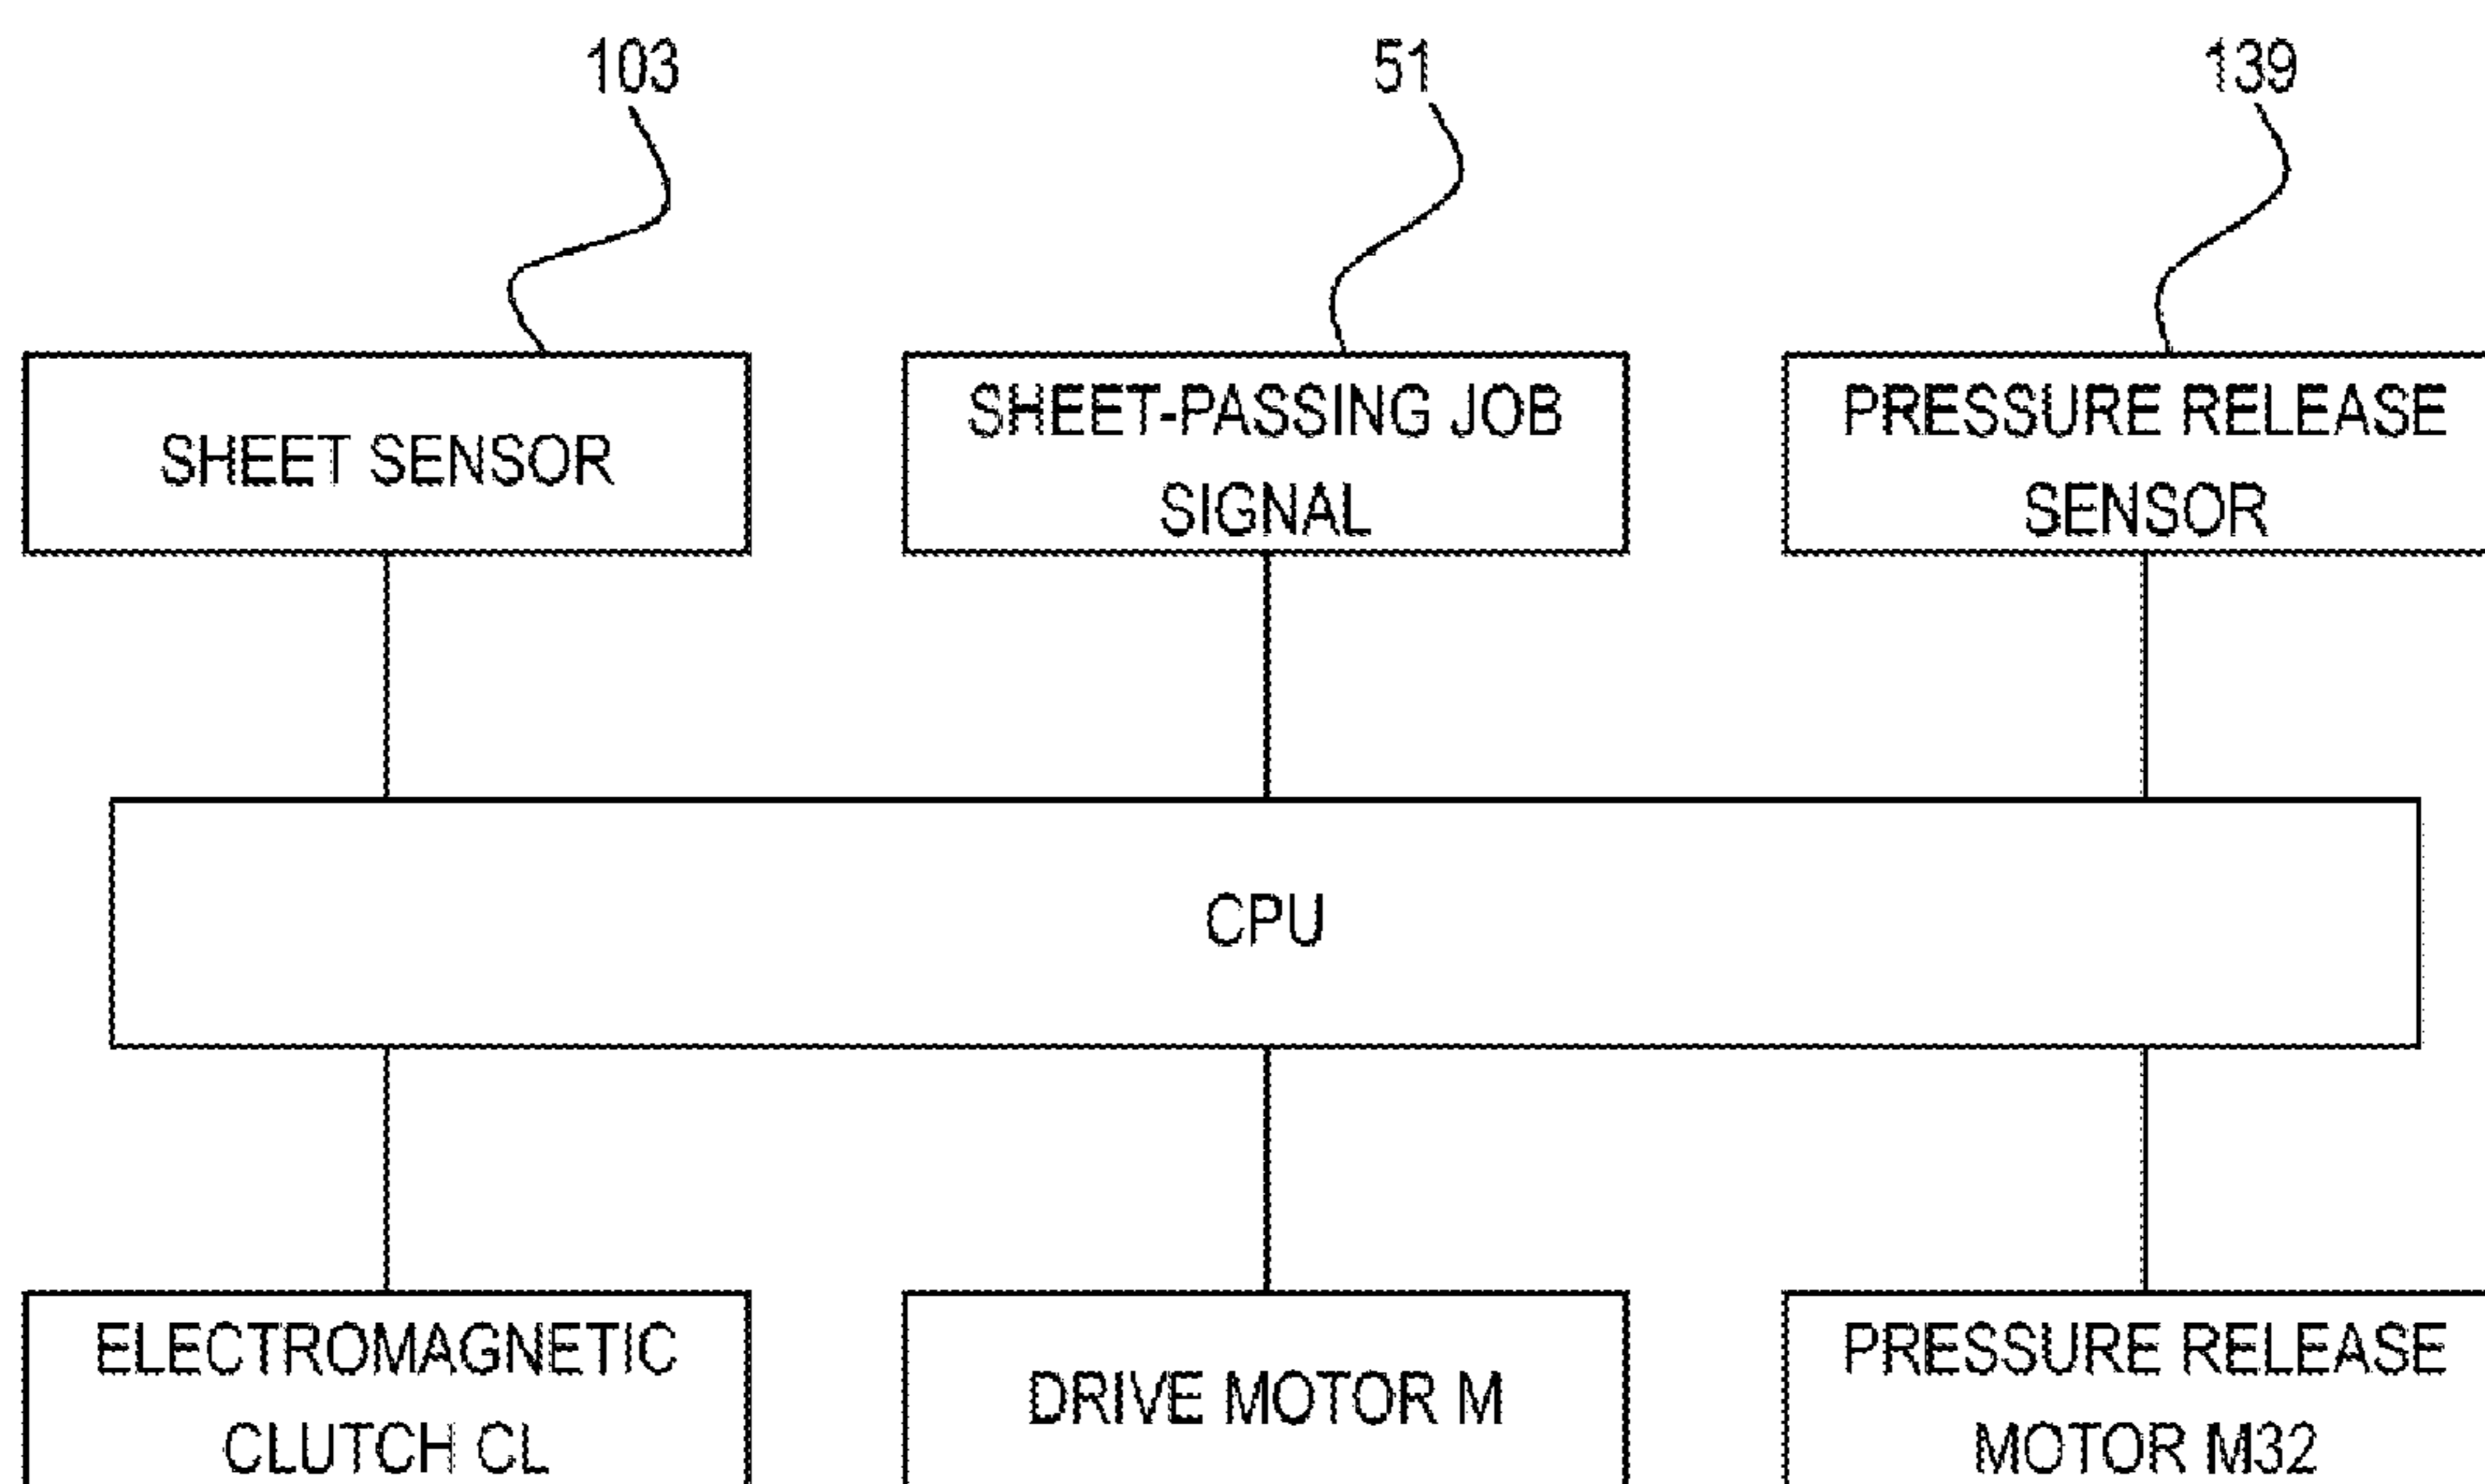 103
51
139
SHEET SENSOR
SHEET-PASSING JOB
SIGNAL
PRESSURE RELEASE
SENSOR
CPU
ELECTROMAGNETIC
CLUTCH CL
DRIVE MOTOR M
PRESSURE RELEASE
MOTOR M32